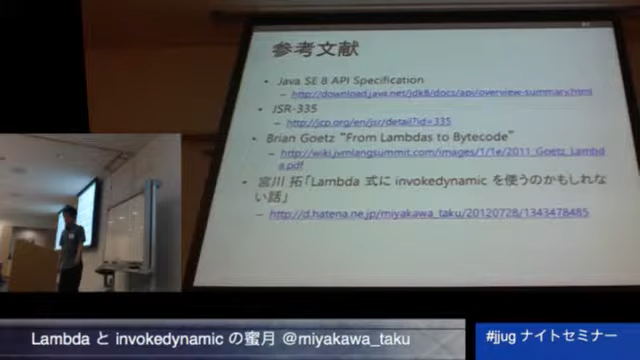 参考文献
• Java SE 8 API Specification
– http://download.java.net/jdk8/docs/api/overview-summary.html
• JSR-335
– http://jcp.org/en/jsr/detail?id=335
• Brian Goetz “From Lambdas to Bytecode”
– http://wiki.jvmlangsummit.com/images/1/1e/2011_Goetz_Lambd
a.pdf
• 宮川 拓「Lambda 式に invokedynamic を使うのかもしれな
い話」
– http://d.hatena.ne.jp/miyakawa_taku/20120728/1343478485
Lambda と invokedynamic の蜜月 @miyakawa_taku
#jjug ナイトセミナー